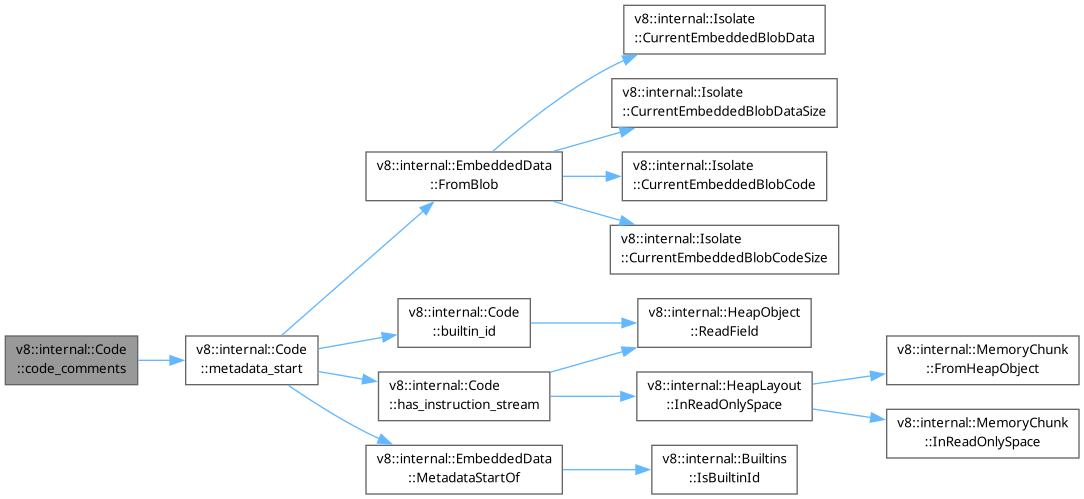 v8::internal::Isolate
::CurrentEmbeddedBlobData
v8::internal::Isolate
::CurrentEmbeddedBlobDataSize
v8::internal::EmbeddedData
::FromBlob
v8::internal::Isolate
::CurrentEmbeddedBlobCode
v8::internal::Isolate
::CurrentEmbeddedBlobCodeSize
v8::internal::Code
::builtin_id
v8::internal::HeapObject
::ReadField
v8::internal::Code
::code_comments
v8::internal::Code
::metadata_start
v8::internal::MemoryChunk
::FromHeapObject
v8::internal::Code
::has_instruction_stream
v8::internal::HeapLayout
::InReadOnlySpace
v8::internal::MemoryChunk
::InReadOnlySpace
v8::internal::EmbeddedData
::MetadataStartOf
v8::internal::Builtins
::IsBuiltinId